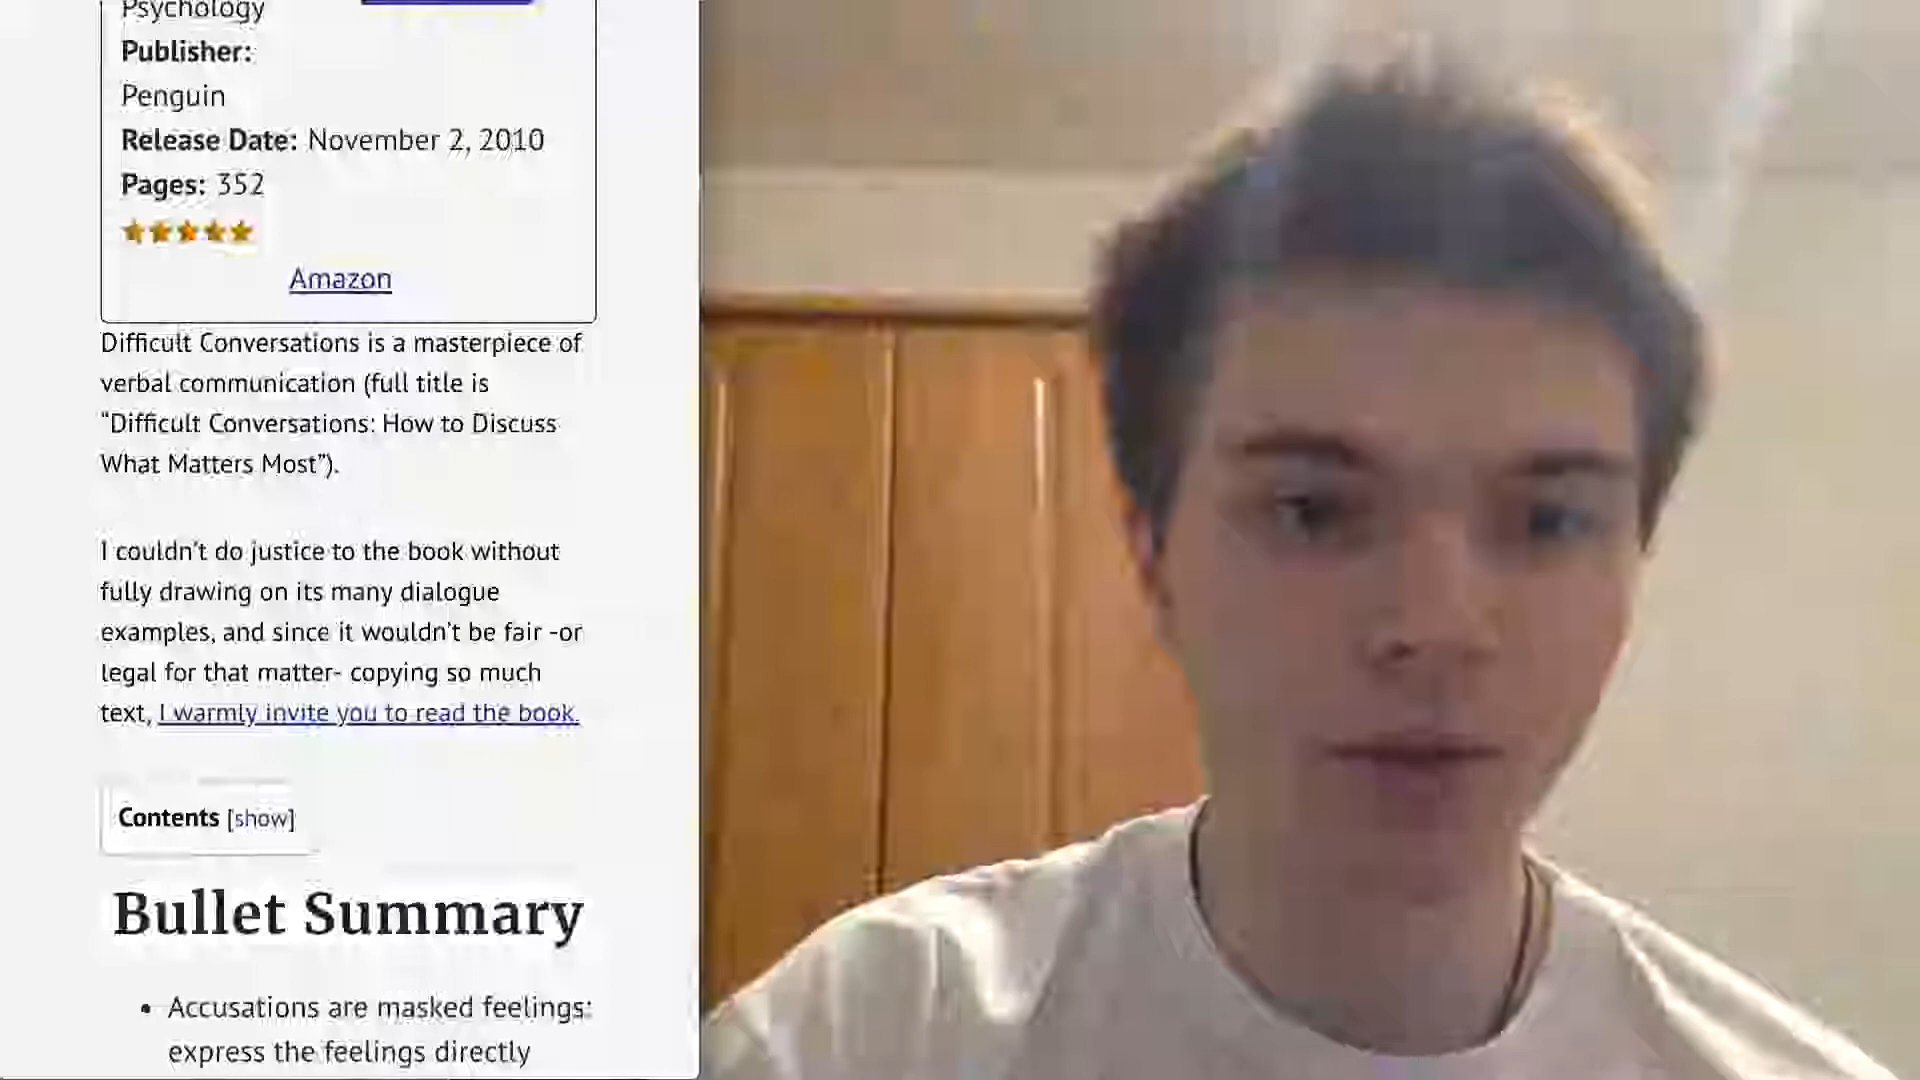 Psychology
Publisher:
Penguin
Release Date: November 2, 2010
Pages: 352
Amazon
Difficult Conversations is a masterpiece of
verbal communication (full title is
“Difficult Conversations: How to Discuss
What Matters Most”).
I couldn’t do justice to the book without
fully drawing on its many dialogue
examples, and since it wouldn’t be fair -or
legal for that matter- copying so much
text, I warmly invite you to read the book.
Contents [show]
Bullet Summary
• Accusations are masked feelings:
express the feelings directly